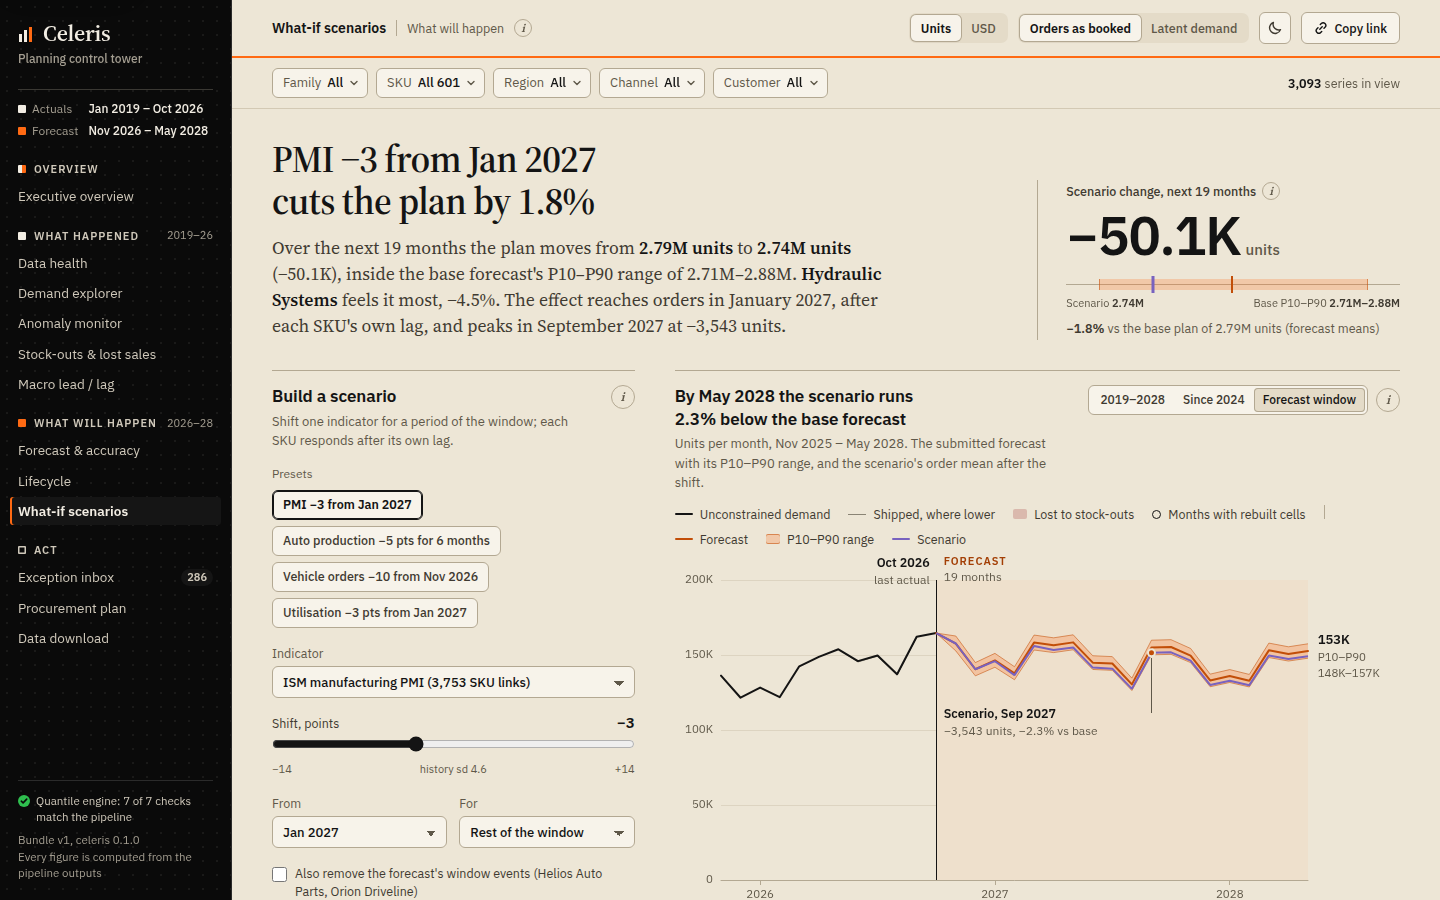 Celeris
Planning control tower
Actuals Jan 2019 – Oct 2026
Forecast Nov 2026 – May 2028
OVERVIEW
Executive overview
WHAT HAPPENED 2019–26
Data health
Demand explorer
Anomaly monitor
Stock-outs & lost sales
Macro lead / lag
WHAT WILL HAPPEN 2026–28
Forecast & accuracy
Lifecycle
What-if scenarios
ACT
Exception inbox 286
Procurement plan
Data download
Quantile engine: 7 of 7 checks
match the pipeline
Bundle v1, celeris 0.1.0
Every figure is computed from the
pipeline outputs
What-if scenarios What will happen i
Units USD Orders as booked Latent demand Copy link
Family All SKU All 601 Region All Channel All Customer All
3,093 series in view
PMI −3 from Jan 2027
cuts the plan by 1.8%
Over the next 19 months the plan moves from 2.79M units to 2.74M units
(−50.1K), inside the base forecast's P10–P90 range of 2.71M–2.88M. Hydraulic
Systems feels it most, −4.5%. The effect reaches orders in January 2027, after
each SKU's own lag, and peaks in September 2027 at −3,543 units.
Scenario change, next 19 months i
−50.1K units
Scenario 2.74M Base P10–P90 2.71M–2.88M
−1.8% vs the base plan of 2.79M units (forecast means)
Build a scenario i
Shift one indicator for a period of the window; each
SKU responds after its own lag.
Presets
PMI −3 from Jan 2027
Auto production −5 pts for 6 months
Vehicle orders −10 from Nov 2026
Utilisation −3 pts from Jan 2027
Indicator
ISM manufacturing PMI (3,753 SKU links)
Shift, points −3
−14 history sd 4.6 +14
From For
Jan 2027 Rest of the window
Also remove the forecast's window events (Helios Auto
Parts, Orion Driveline)
By May 2028 the scenario runs
2.3% below the base forecast
2019–2028 Since 2024 Forecast window i
Units per month, Nov 2025 – May 2028. The submitted forecast
with its P10–P90 range, and the scenario's order mean after the
shift.
Unconstrained demand Shipped, where lower Lost to stock-outs Months with rebuilt cells
Forecast P10–P90 range Scenario
Oct 2026 FORECAST
last actual 19 months
200K
150K
100K
50K
0
153K
P10–P90
148K–157K
Scenario, Sep 2027
−3,543 units, −2.3% vs base
2026 2027 2028